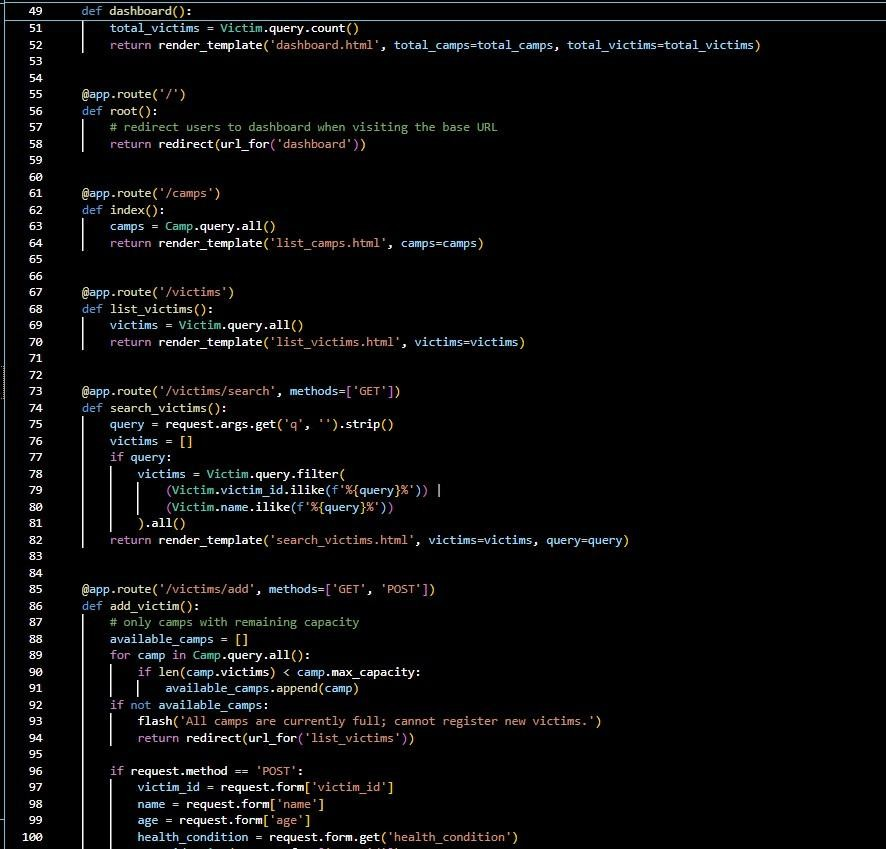 49 def dashboard():
51     total_victims = Victim.query.count()
52     return render_template('dashboard.html', total_camps=total_camps, total_victims=total_victims)
53
54
55 @app.route('/')
56 def root():
57     # redirect users to dashboard when visiting the base URL
58     return redirect(url_for('dashboard'))
59
60
61 @app.route('/camps')
62 def index():
63     camps = Camp.query.all()
64     return render_template('list_camps.html', camps=camps)
65
66
67 @app.route('/victims')
68 def list_victims():
69     victims = Victim.query.all()
70     return render_template('list_victims.html', victims=victims)
71
72
73 @app.route('/victims/search', methods=['GET'])
74 def search_victims():
75     query = request.args.get('q', '').strip()
76     victims = []
77     if query:
78         victims = Victim.query.filter(
79             (Victim.victim_id.ilike(f'%{query}%')) |
80             (Victim.name.ilike(f'%{query}%'))
81         ).all()
82     return render_template('search_victims.html', victims=victims, query=query)
83
84
85 @app.route('/victims/add', methods=['GET', 'POST'])
86 def add_victim():
87     # only camps with remaining capacity
88     available_camps = []
89     for camp in Camp.query.all():
90         if len(camp.victims) < camp.max_capacity:
91             available_camps.append(camp)
92     if not available_camps:
93         flash('All camps are currently full; cannot register new victims.')
94         return redirect(url_for('list_victims'))
95
96     if request.method == 'POST':
97         victim_id = request.form['victim_id']
98         name = request.form['name']
99         age = request.form['age']
100         health_condition = request.form.get('health_condition')